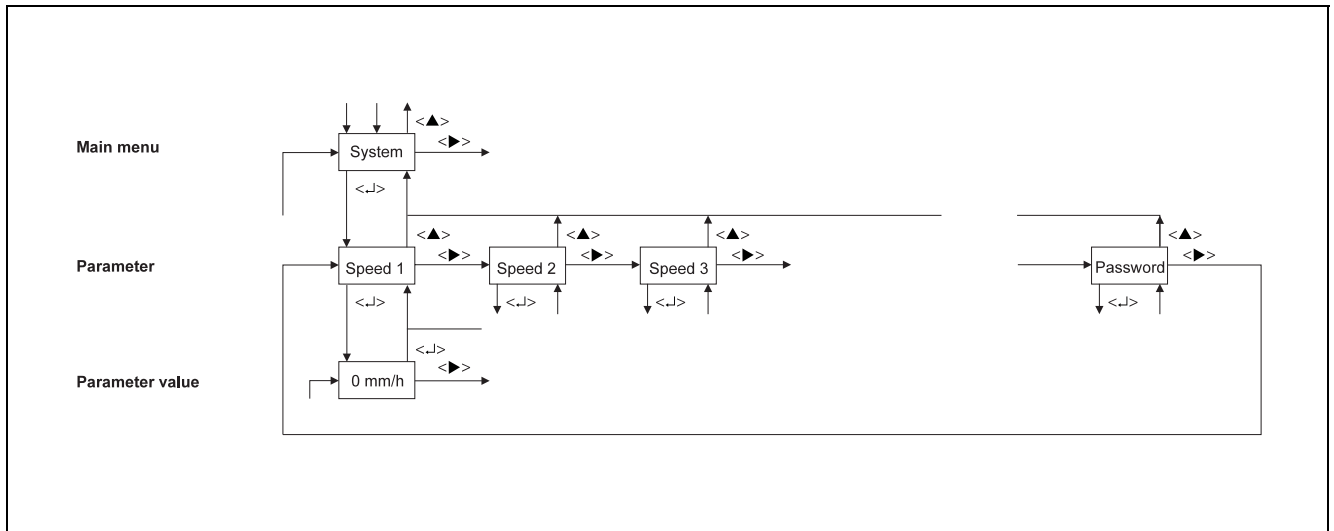 <▲>
Main menu
System
<▶>
<↵>
<▲> <▲> <▲> <▲>
<▶> <▶> <▶> <▶>
Parameter
Speed 1 Speed 2 Speed 3 Password
<↵> <↵> <↵> <↵>
<↵>
<▶>
Parameter value
0 mm/h